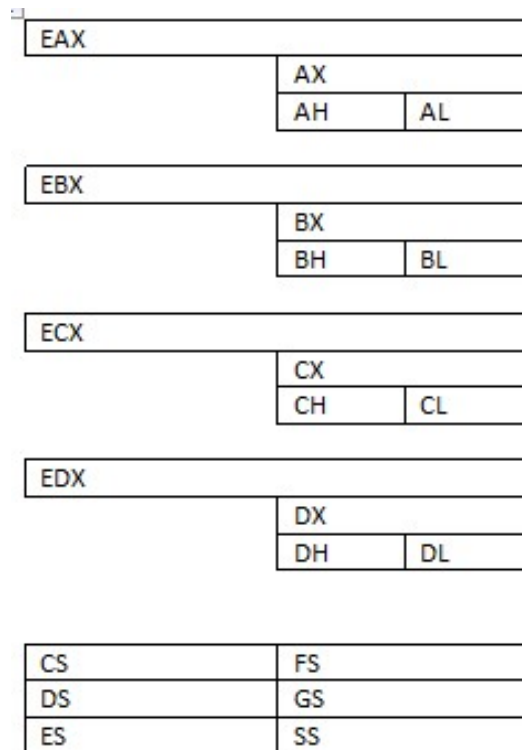 EAX
AX
AH AL
EBX
BX
BH BL
ECX
CX
CH CL
EDX
DX
DH DL
CS FS
DS GS
ES SS